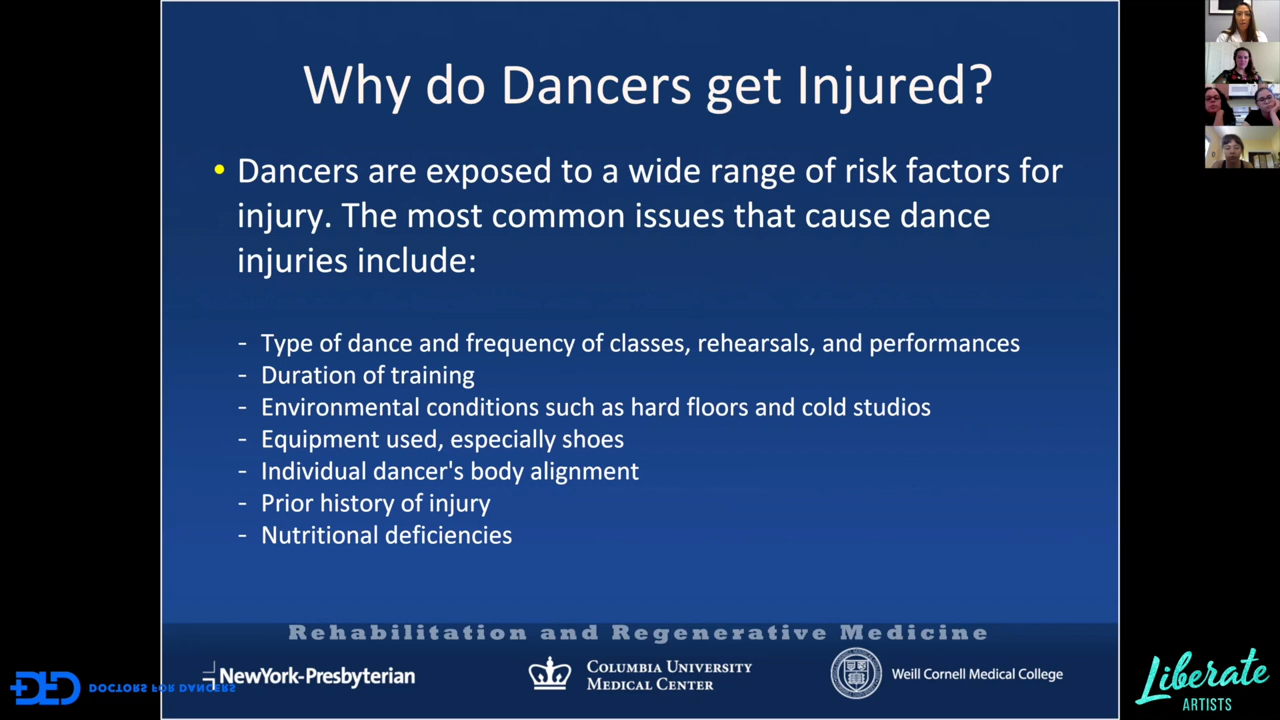 Why do Dancers get Injured?
• Dancers are exposed to a wide range of risk factors for
injury. The most common issues that cause dance
injuries include:
- Type of dance and frequency of classes, rehearsals, and performances
- Duration of training
- Environmental conditions such as hard floors and cold studios
- Equipment used, especially shoes
- Individual dancer's body alignment
- Prior history of injury
- Nutritional deficiencies
Rehabilitation and Regenerative Medicine
NewYork-Presbyterian
COLUMBIA UNIVERSITY
MEDICAL CENTER
Weill Cornell Medical College
DFD DOCTORS FOR DANCERS
Liberate
ARTISTS